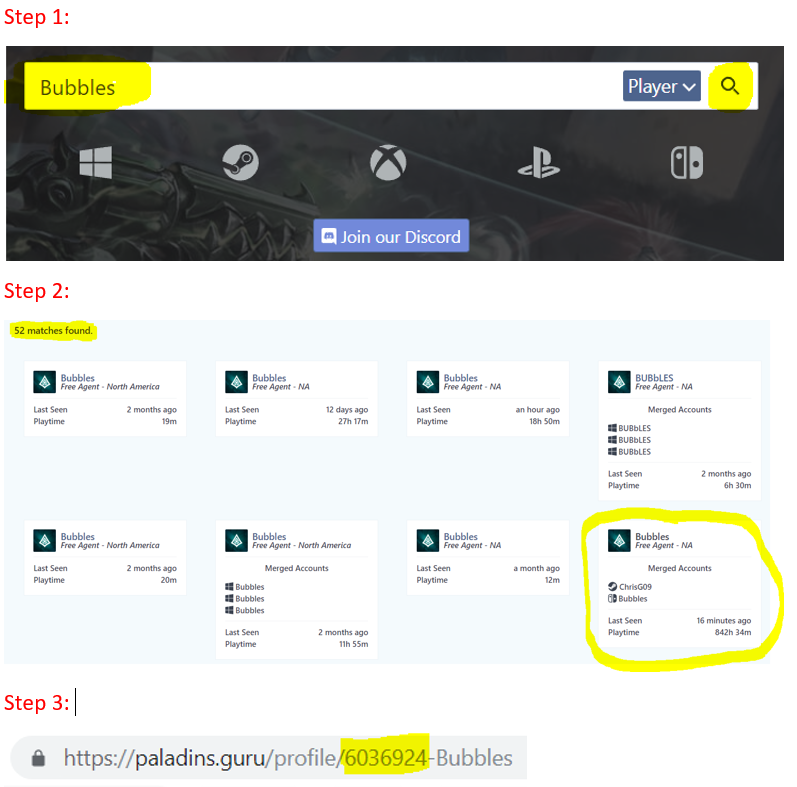 Step 1:
Bubbles
Player
Join our Discord
Step 2:
52 matches found.
Bubbles
Free Agent - North America
Last Seen 2 months ago
Playtime 19m
Bubbles
Free Agent - NA
Last Seen 12 days ago
Playtime 27h 17m
Bubbles
Free Agent - NA
Last Seen an hour ago
Playtime 18h 50m
BUBbLES
Free Agent - NA
Merged Accounts
BUBbLES
BUBbLES
BUBbLES
Last Seen 2 months ago
Playtime 6h 30m
Bubbles
Free Agent - North America
Last Seen 2 months ago
Playtime 20m
Bubbles
Free Agent - North America
Merged Accounts
Bubbles
Bubbles
Bubbles
Last Seen 2 months ago
Playtime 11h 55m
Bubbles
Free Agent - NA
Last Seen a month ago
Playtime 12m
Bubbles
Free Agent - NA
Merged Accounts
ChrisG09
Bubbles
Last Seen 16 minutes ago
Playtime 842h 34m
Step 3:
https://paladins.guru/profile/6036924-Bubbles